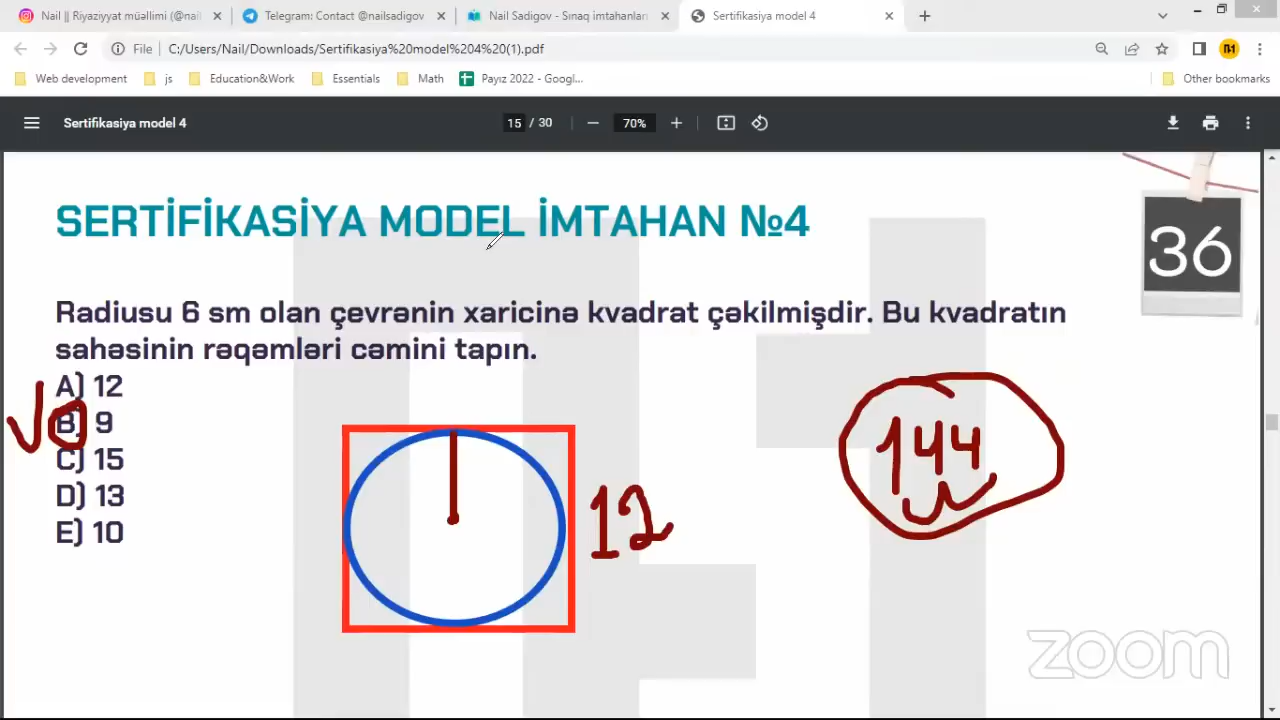 Nail || Riyaziyyat müəllimi (@nail
Telegram: Contact @nailsadigov
Nail Sadigov - Sınaq imtahanları
Sertifikasiya model 4
File
C:/Users/Nail/Downloads/Sertifikasiya%20model%204%20(1).pdf
Web development
js
Education&Work
Essentials
Math
Payız 2022 - Googl...
Other bookmarks
Sertifikasiya model 4
15 / 30
70%
SERTİFİKASİYA MODEL İMTAHAN №4
36
Radiusu 6 sm olan çevrənin xaricinə kvadrat çəkilmişdir. Bu kvadratın
sahəsinin rəqəmləri cəmini tapın.
A) 12
B) 9
C) 15
D) 13
E) 10
12
144
zoom